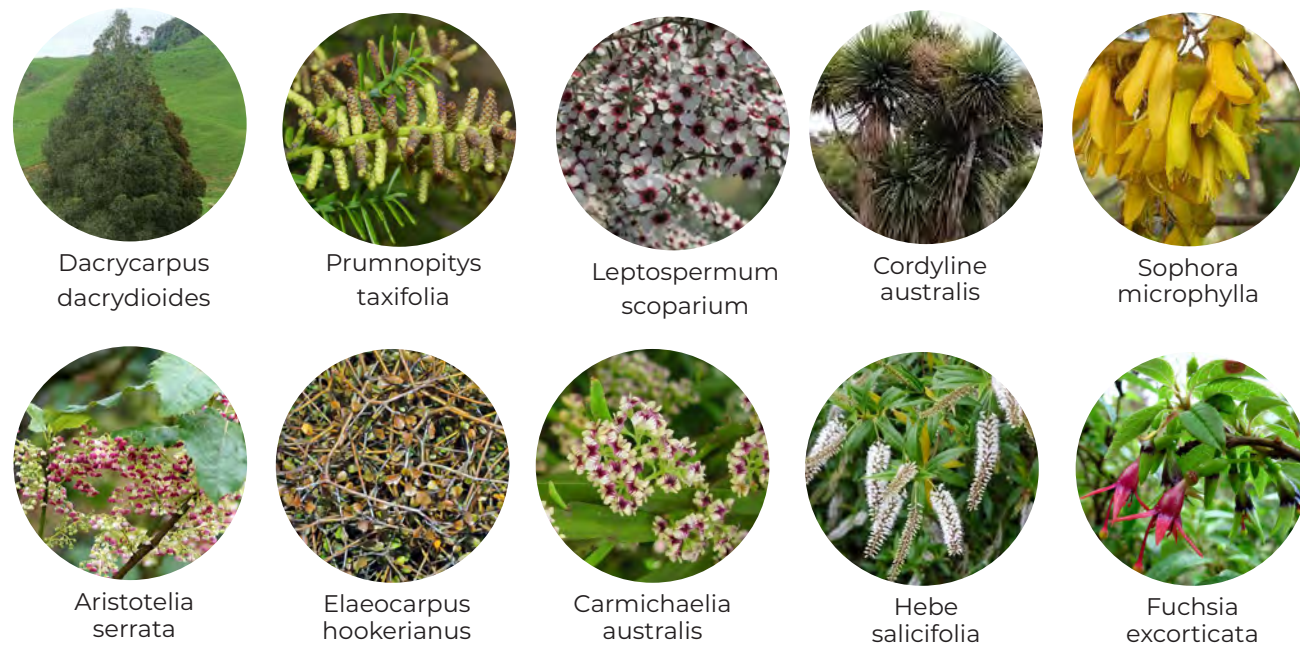 Dacrycarpus
dacrydioides
Prumnopitys
taxifolia
Leptospermum
scoparium
Cordyline
australis
Sophora
microphylla
Aristotelia
serrata
Elaeocarpus
hookerianus
Carmichaelia
australis
Hebe
salicifolia
Fuchsia
excorticata